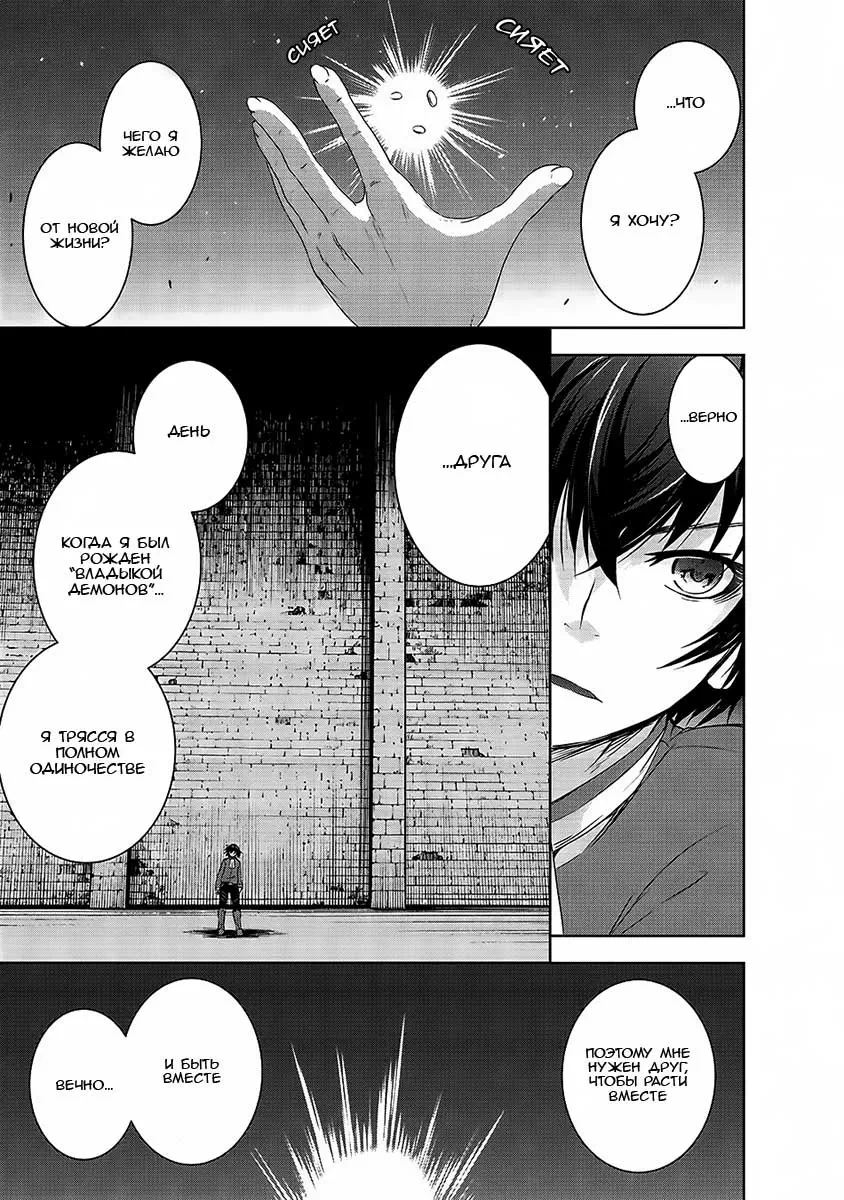 ...ЧТО
Я ХОЧУ?
СИЯЕТ
СИЯЕТ
ЧЕГО Я
ЖЕЛАЮ
ОТ НОВОЙ
ЖИЗНИ?
...ВЕРНО
...ДРУГА
ДЕНЬ
КОГДА Я БЫЛ
РОЖДЕН
"ВЛАДЫКОЙ
ДЕМОНОВ"...
Я ТРЯССЯ В
ПОЛНОМ
ОДИНОЧЕСТВЕ
ПОЭТОМУ МНЕ
НУЖЕН ДРУГ,
ЧТОБЫ РАСТИ
ВМЕСТЕ
И БЫТЬ
ВМЕСТЕ
ВЕЧНО...